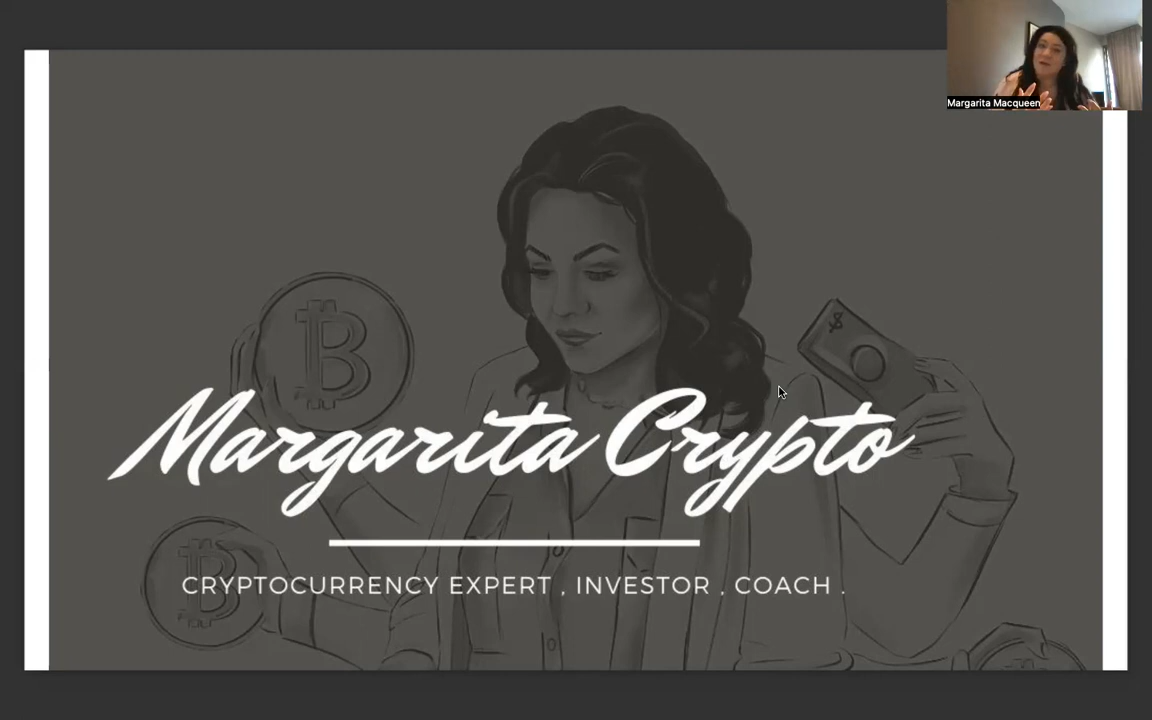 Margarita Macqueen
Margarita Crypto
CRYPTOCURRENCY EXPERT , INVESTOR , COACH .
B
$
B